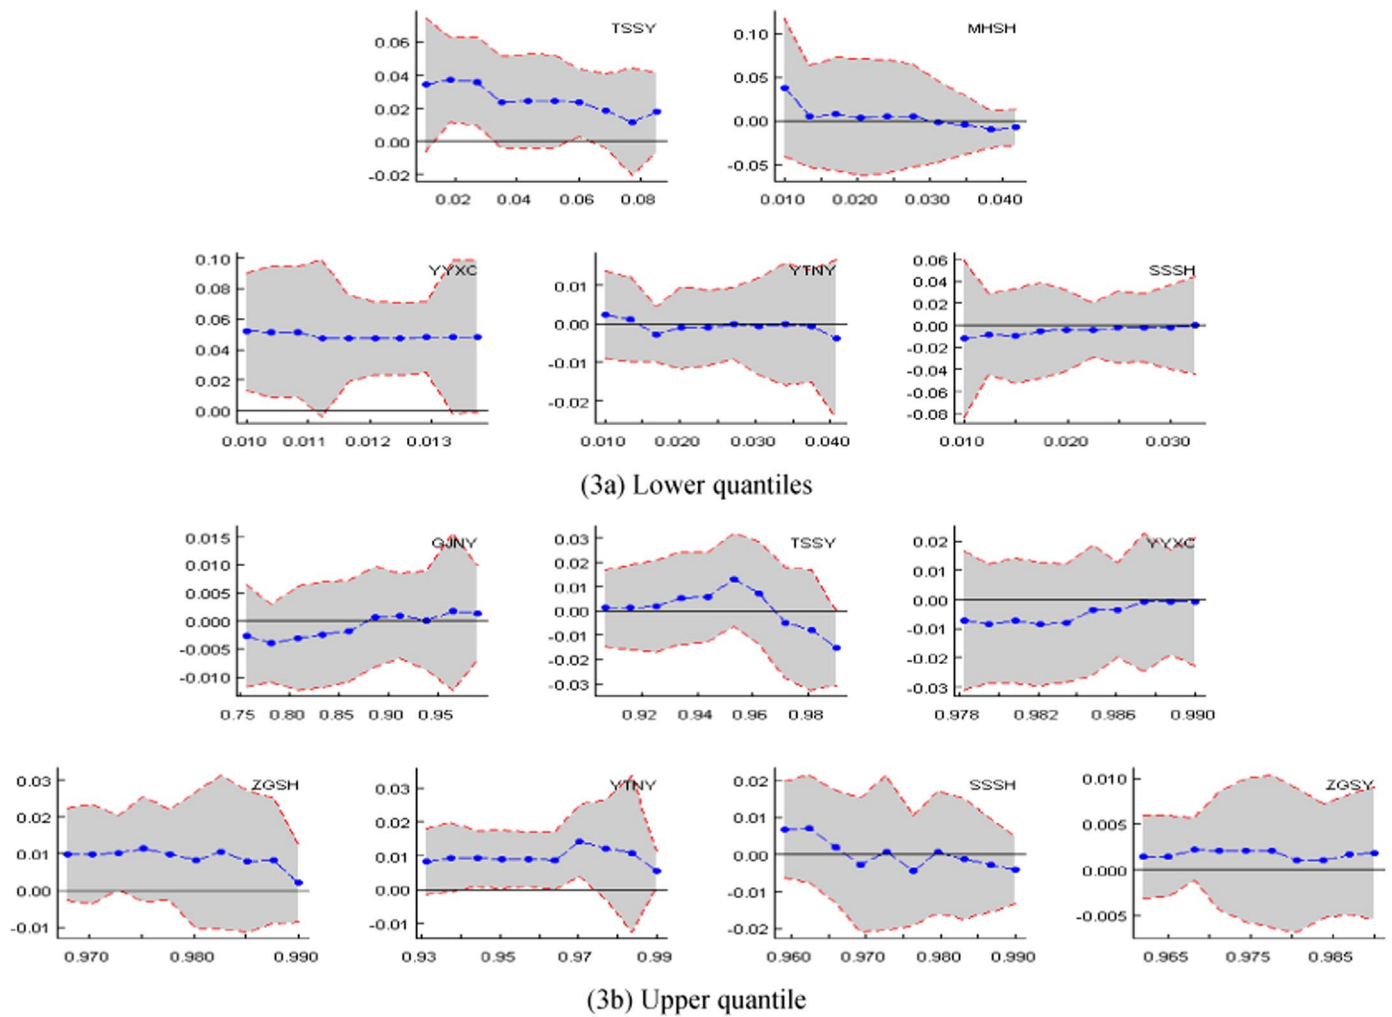 TSSY
0.06
0.04
0.02
0.00
-0.02
0.02 0.04 0.06 0.08
MHSH
0.10
0.05
0.00
-0.05
0.010 0.020 0.030 0.040
YYXC
0.10
0.08
0.06
0.04
0.02
0.00
0.010 0.011 0.012 0.013
YTNY
0.01
0.00
-0.01
-0.02
0.010 0.020 0.030 0.040
SSSH
0.06
0.04
0.02
0.00
-0.02
-0.04
-0.06
-0.08
0.010 0.020 0.030
(3a) Lower quantiles
GJNY
0.015
0.010
0.005
0.000
-0.005
-0.010
0.75 0.80 0.85 0.90 0.95
TSSY
0.03
0.02
0.01
0.00
-0.01
-0.02
-0.03
0.92 0.94 0.96 0.98
YYXC
0.02
0.01
0.00
-0.01
-0.02
-0.03
0.978 0.982 0.986 0.990
ZGSH
0.03
0.02
0.01
0.00
-0.01
0.970 0.980 0.990
YTNY
0.03
0.02
0.01
0.00
-0.01
0.93 0.95 0.97 0.99
SSSH
0.02
0.01
0.00
-0.01
-0.02
0.960 0.970 0.980 0.990
ZGSY
0.010
0.005
0.000
-0.005
0.965 0.975 0.985
(3b) Upper quantile